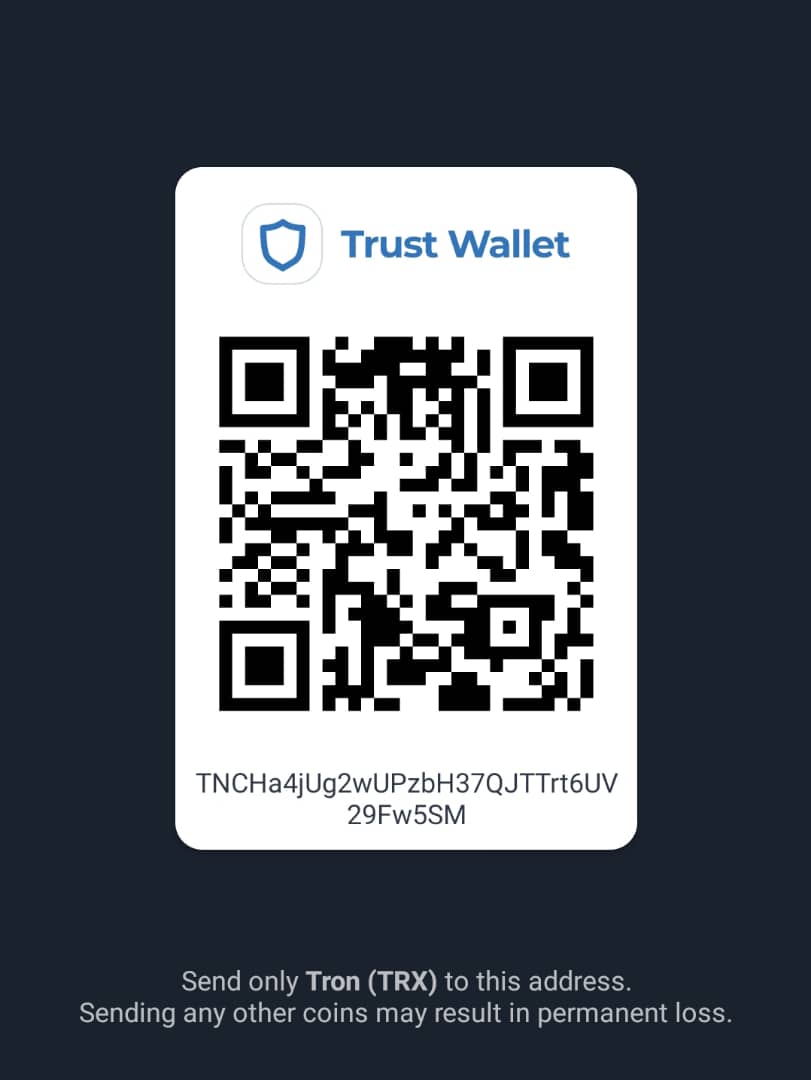 Trust Wallet
TNCHa4jUg2wUPzbH37QJTTrt6UV
29Fw5SM
Send only Tron (TRX) to this address.
Sending any other coins may result in permanent loss.